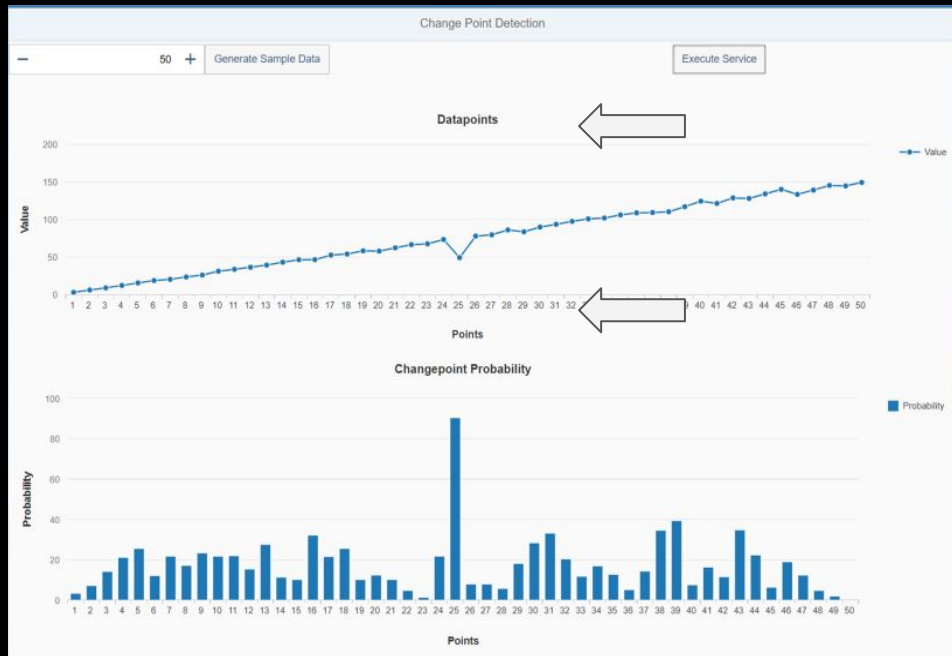 Change Point Detection
− 50 + Generate Sample Data Execute Service
Datapoints
200
Value
150
100
Value
50
0
1 2 3 4 5 6 7 8 9 10 11 12 13 14 15 16 17 18 19 20 21 22 23 24 25 26 27 28 29 30 31 32 40 41 42 43 44 45 46 47 48 49 50
Points
Changepoint Probability
100
Probability
80
60
Probability
40
20
0
1 2 3 4 5 6 7 8 9 10 11 12 13 14 15 16 17 18 19 20 21 22 23 24 25 26 27 28 29 30 31 32 33 34 35 36 37 38 39 40 41 42 43 44 45 46 47 48 49 50
Points